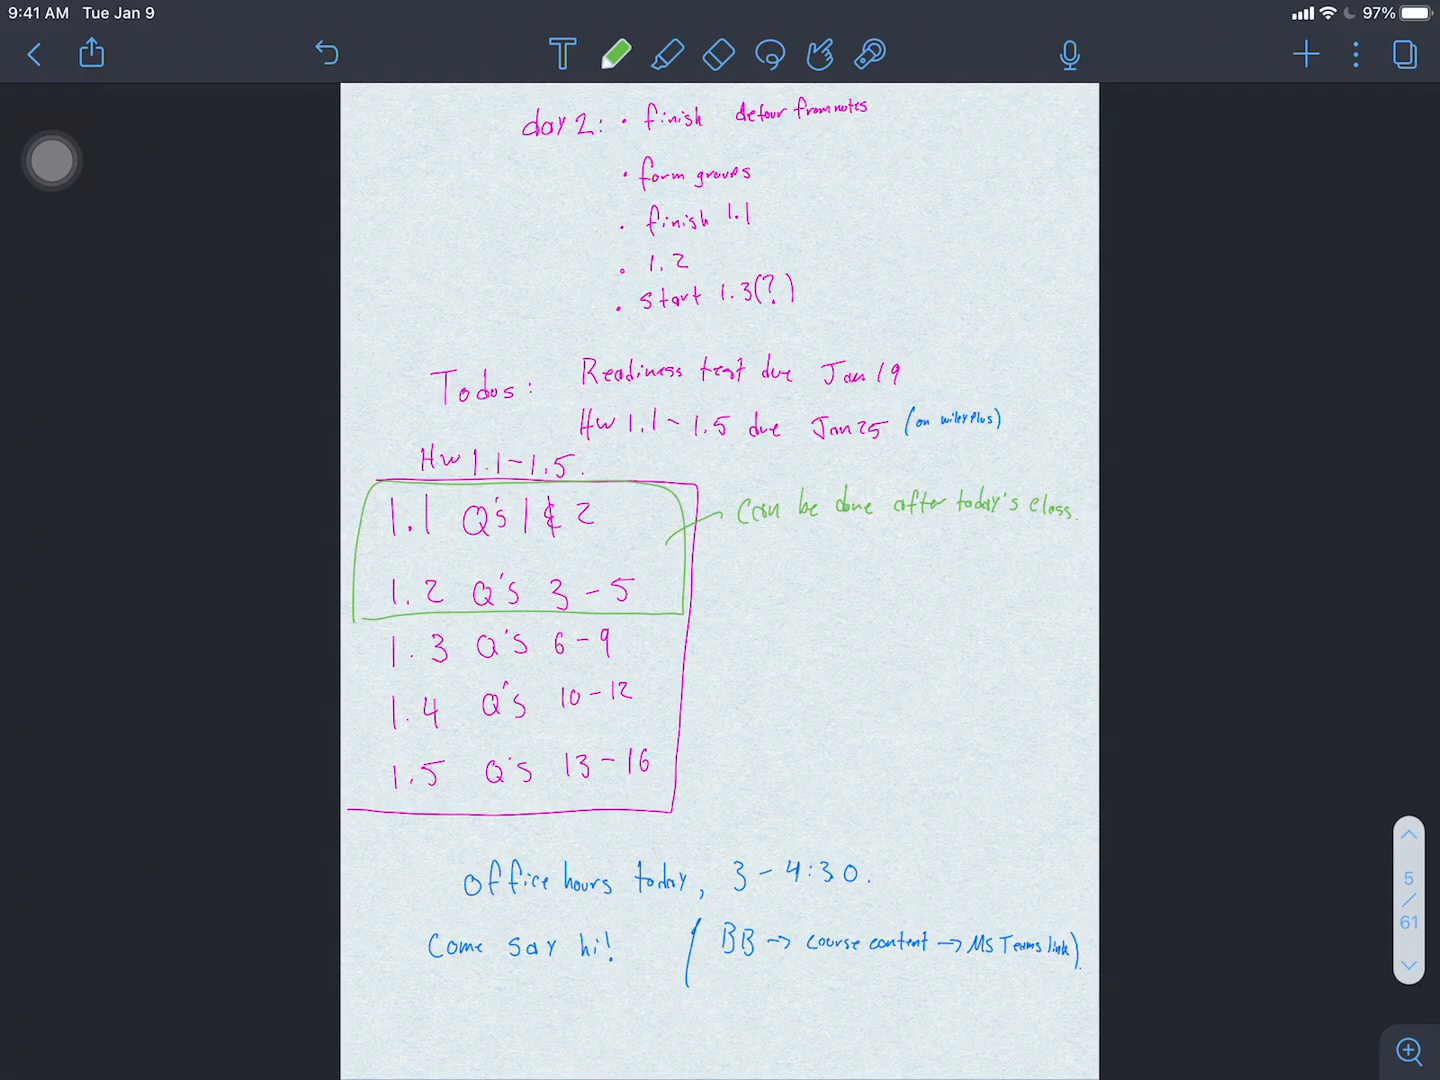 9:41 AM Tue Jan 9
97%
day 2: • finish detour from notes
• form groups
• finish 1.1
• 1.2
• start 1.3(?)
Todos: Readiness test due Jan 19
HW 1.1 ~ 1.5 due Jan 25 (on wileyplus)
HW 1.1 - 1.5.
1.1 Q's 1 & 2
can be done after today's class.
1.2 Q's 3 - 5
1.3 Q's 6 - 9
1.4 Q's 10 - 12
1.5 Q's 13 - 16
office hours today, 3 - 4:30.
Come say hi! (BB -> course content -> MS Teams link).
5
/
61